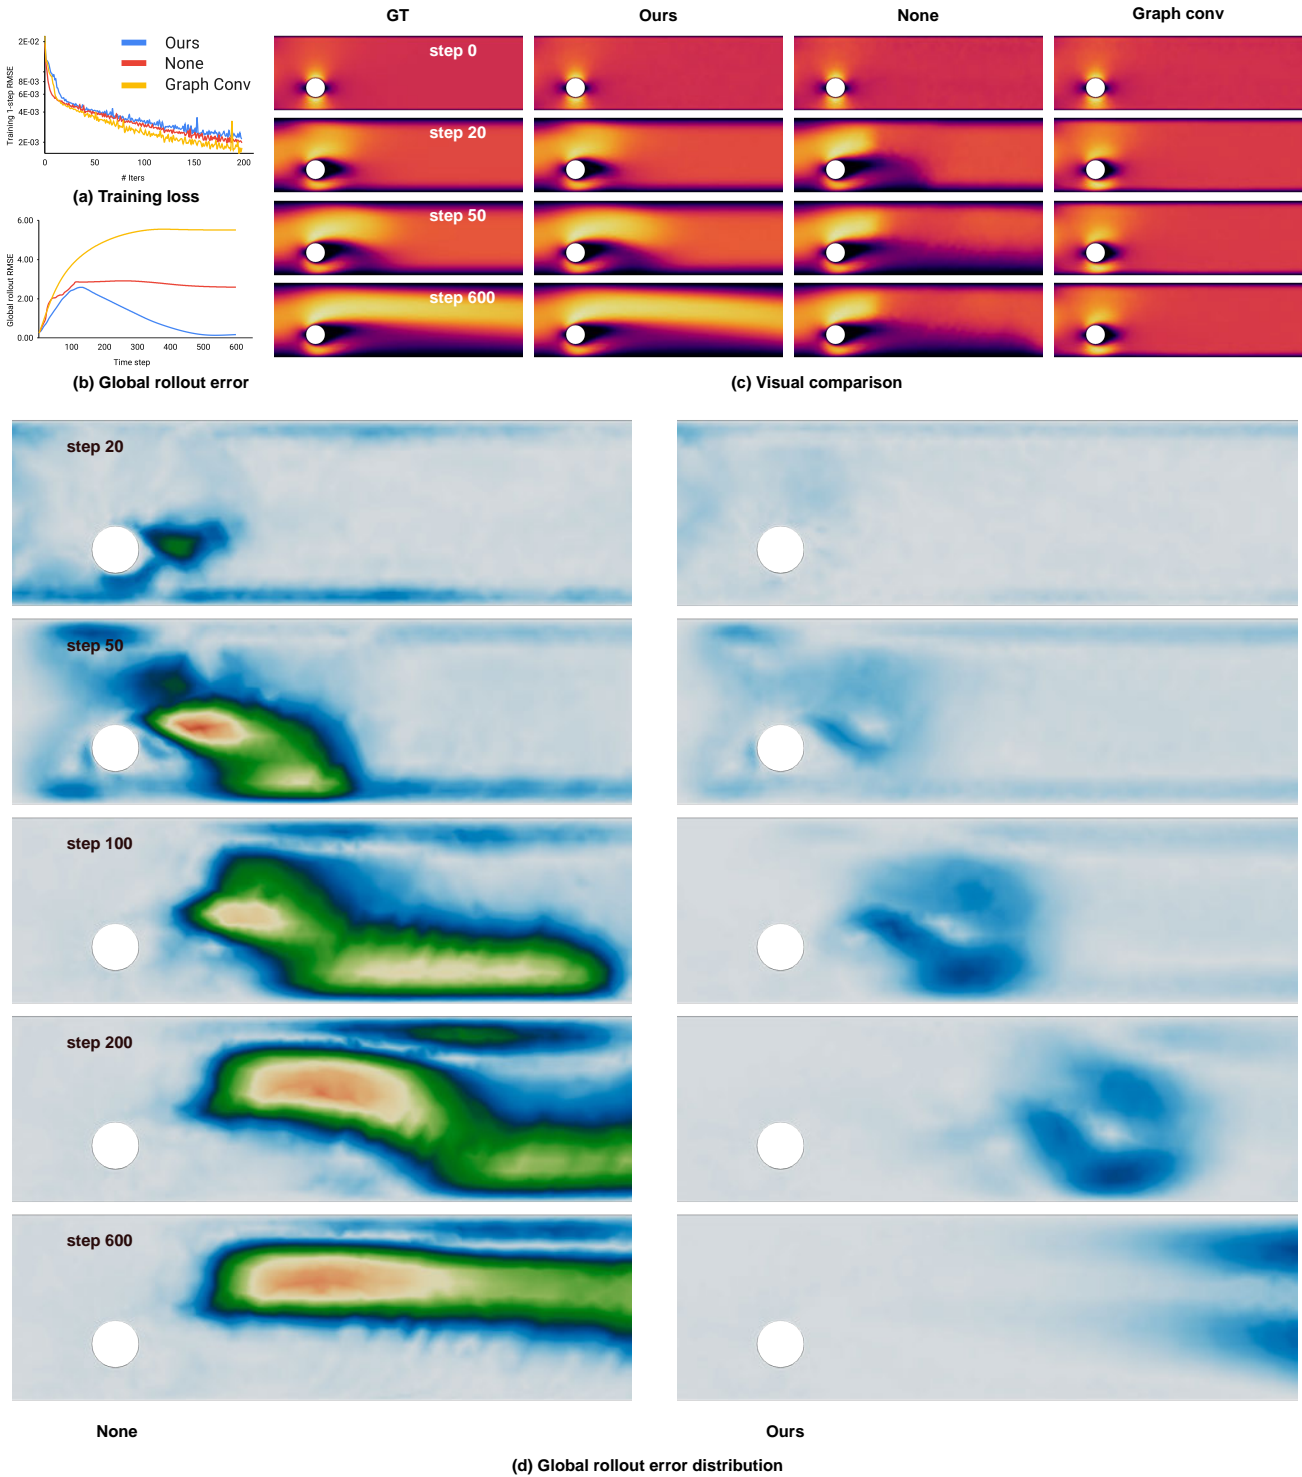 GT
Ours
None
Graph conv
2E-02
8E-03
6E-03
4E-03
2E-03
Training 1-step RMSE
Ours
None
Graph Conv
0
50
100
150
200
# Iters
(a) Training loss
step 0
step 20
step 50
step 600
6.00
4.00
2.00
0.00
Global rollout RMSE
100
200
300
400
500
600
Time step
(b) Global rollout error
(c) Visual comparison
step 20
step 50
step 100
step 200
step 600
None
Ours
(d) Global rollout error distribution